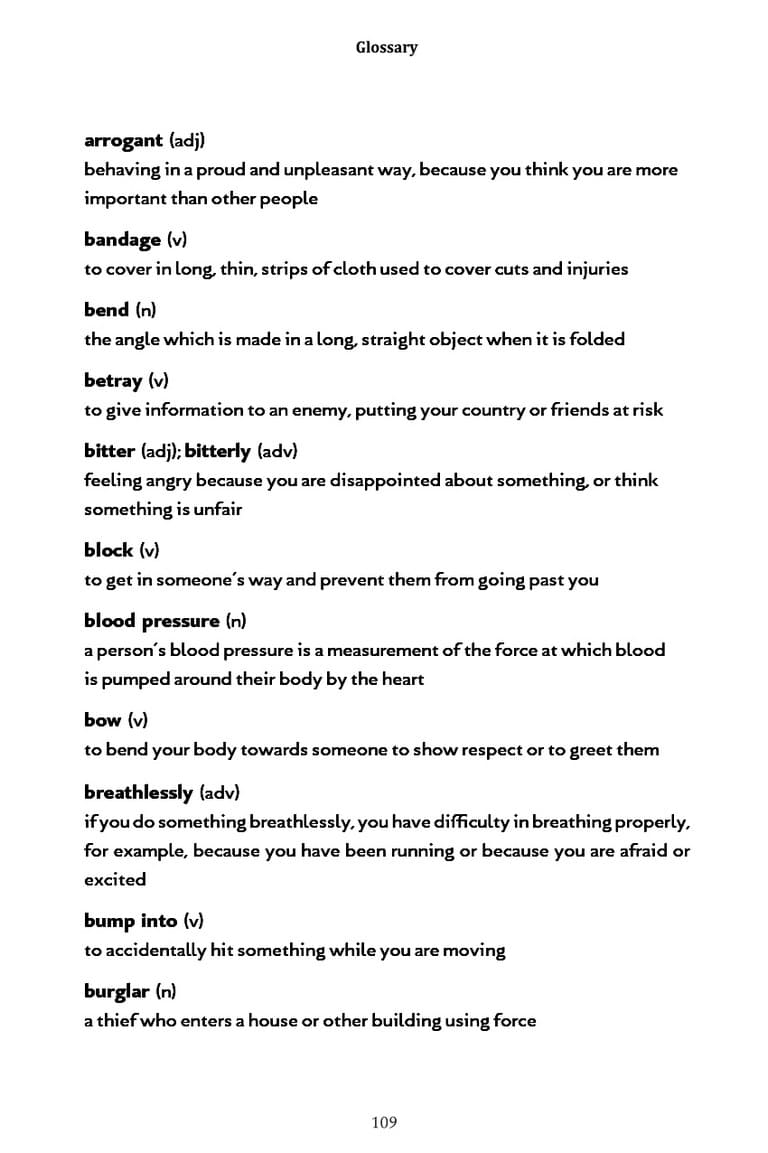 Glossary
arrogant (adj)
behaving in a proud and unpleasant way, because you think you are more
important than other people
bandage (v)
to cover in long, thin, strips of cloth used to cover cuts and injuries
bend (n)
the angle which is made in a long, straight object when it is folded
betray (v)
to give information to an enemy, putting your country or friends at risk
bitter (adj); bitterly (adv)
feeling angry because you are disappointed about something, or think
something is unfair
block (v)
to get in someone´s way and prevent them from going past you
blood pressure (n)
a person´s blood pressure is a measurement of the force at which blood
is pumped around their body by the heart
bow (v)
to bend your body towards someone to show respect or to greet them
breathlessly (adv)
if you do something breathlessly, you have difficulty in breathing properly,
for example, because you have been running or because you are afraid or
excited
bump into (v)
to accidentally hit something while you are moving
burglar (n)
a thief who enters a house or other building using force
109